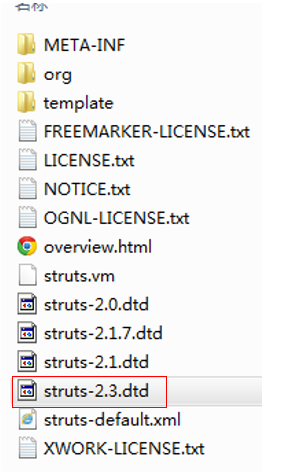 名称
META-INF
org
template
FREEMARKER-LICENSE.txt
LICENSE.txt
NOTICE.txt
OGNL-LICENSE.txt
overview.html
struts.vm
struts-2.0.dtd
struts-2.1.7.dtd
struts-2.1.dtd
struts-2.3.dtd
struts-default.xml
XWORK-LICENSE.txt